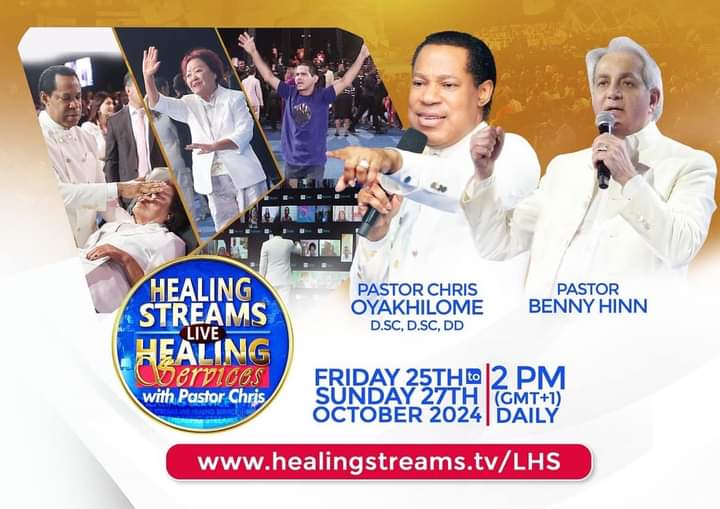 PASTOR CHRIS
OYAKHILOME
D.SC, D.SC, DD
PASTOR
BENNY HINN
HEALING
STREAMS
LIVE
HEALING
Services
with Pastor Chris
FRIDAY 25TH to
SUNDAY 27TH
OCTOBER 2024
2 PM
(GMT+1)
DAILY
www.healingstreams.tv/LHS